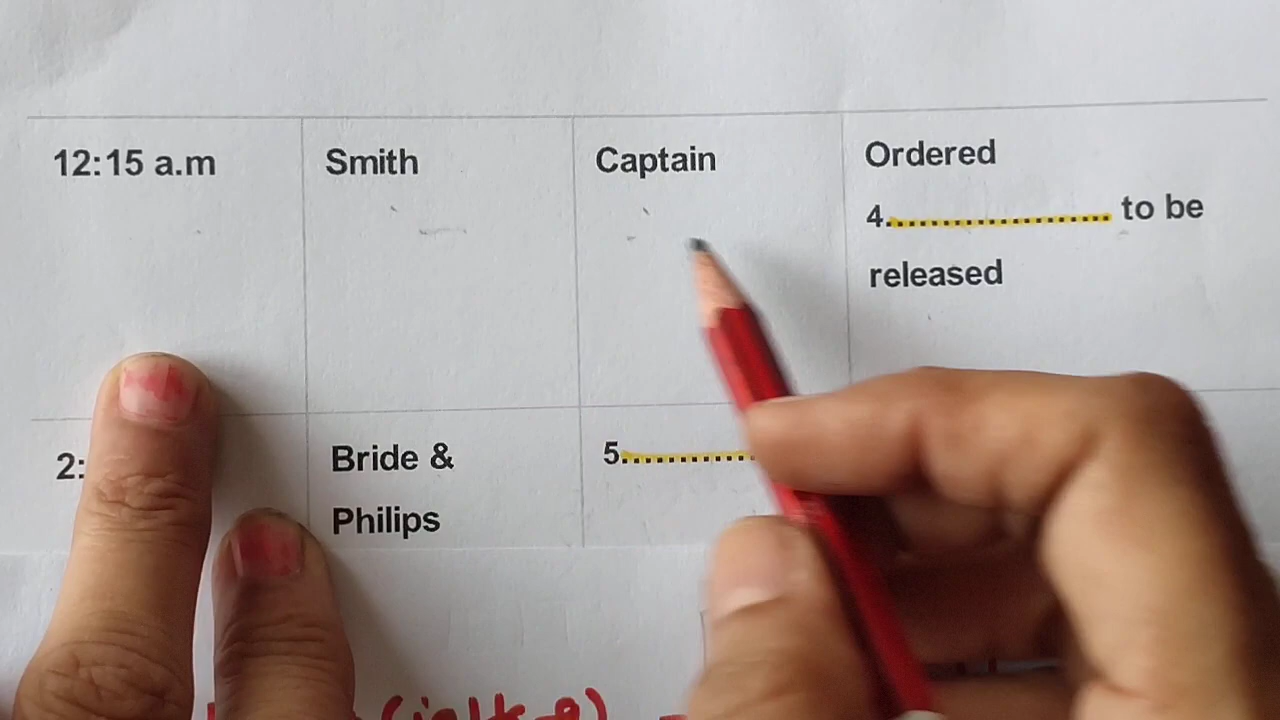 12:15 a.m Smith Captain Ordered
4.................... to be
released
2: Bride & 5............
Philips